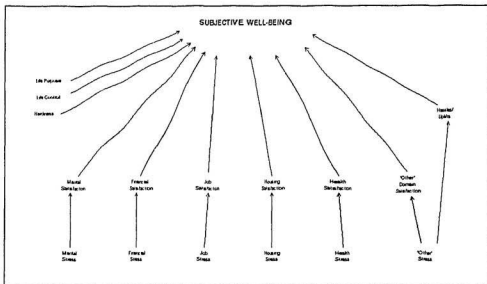 SUBJECTIVE WELL-BEING
Life Purpose
Life Control
Hardiness
Hassles/
Uplifts
Marital
Satisfaction
Financial
Satisfaction
Job
Satisfaction
Housing
Satisfaction
Health
Satisfaction
'Other'
Domain
Satisfaction
Marital
Stress
Financial
Stress
Job
Stress
Housing
Stress
Health
Stress
'Other'
Stress